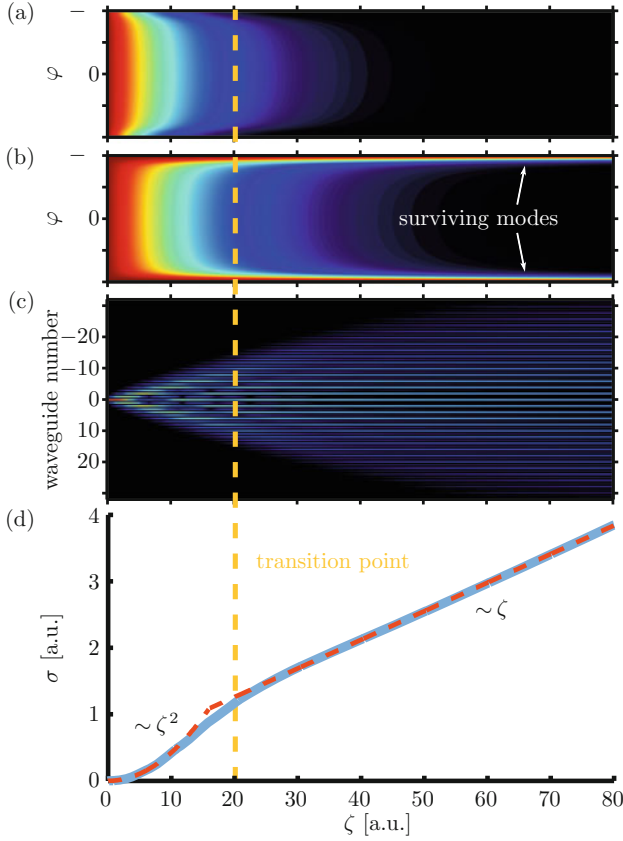 (a)
−
φ
0
(b)
−
φ
0
surviving modes
(c)
waveguide number
−20
−10
0
10
20
(d)
4
3
2
1
0
σ [a.u.]
transition point
∼ζ
∼ζ²
0 10 20 30 40 50 60 70 80
ζ [a.u.]